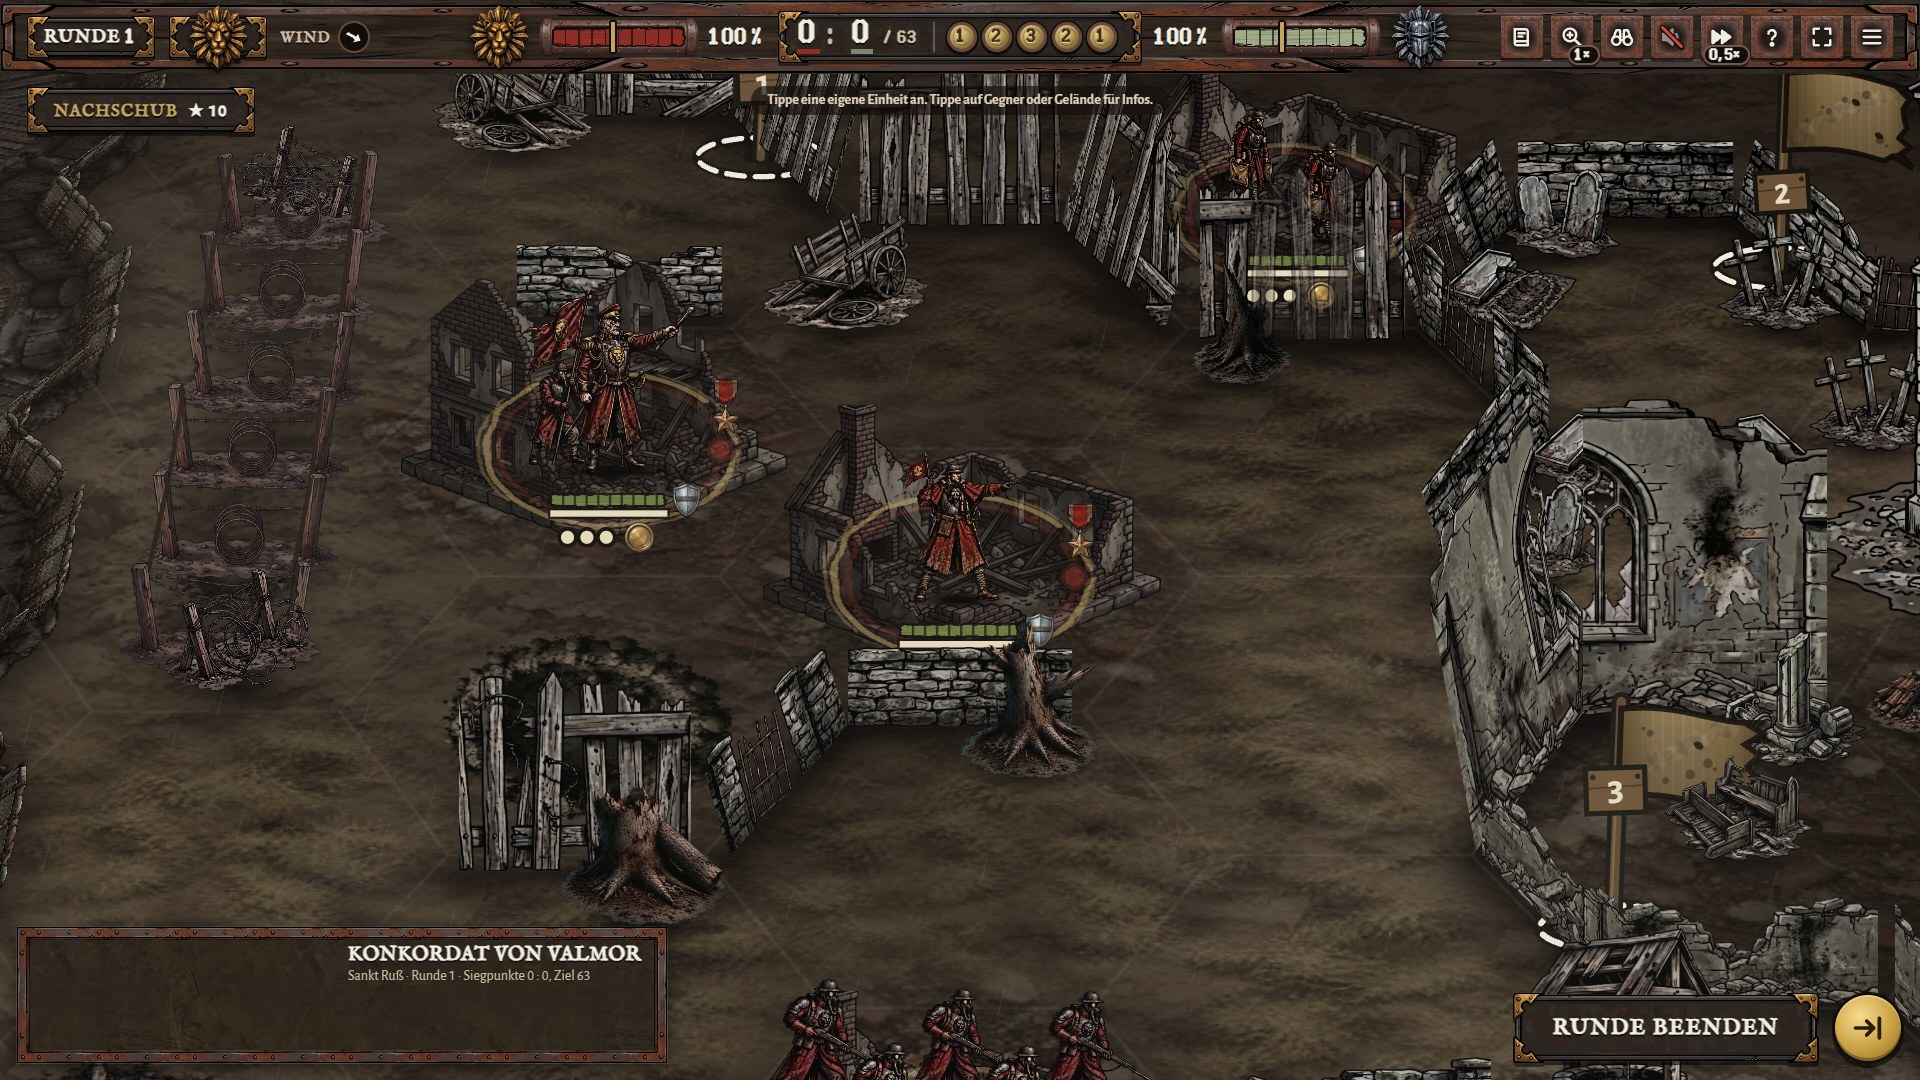 RUNDE 1
WIND
100 %
0 : 0 / 63
1 2 3 2 1
100 %
1×
0,5×
?
NACHSCHUB ★ 10
1
Tippe eine eigene Einheit an. Tippe auf Gegner oder Gelände für Infos.
2
3
KONKORDAT VON VALMOR
Sankt Ruß · Runde 1 · Siegpunkte 0 : 0, Ziel 63
RUNDE BEENDEN